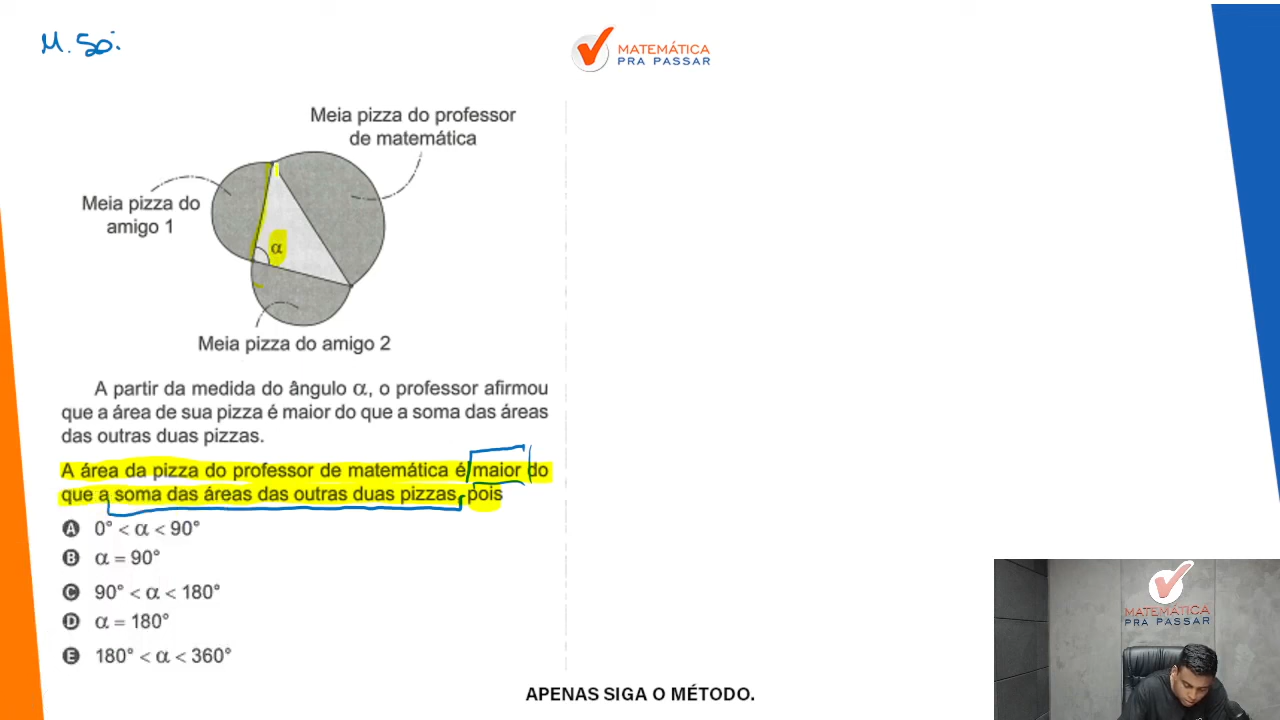 M. Só:
MATEMÁTICA
PRA PASSAR
Meia pizza do professor
de matemática
Meia pizza do
amigo 1
α
Meia pizza do amigo 2
A partir da medida do ângulo α, o professor afirmou
que a área de sua pizza é maior do que a soma das áreas
das outras duas pizzas.
A área da pizza do professor de matemática é maior do
que a soma das áreas das outras duas pizzas, pois
A 0° < α < 90°
B α = 90°
C 90° < α < 180°
D α = 180°
E 180° < α < 360°
MATEMÁTICA
PRA PASSAR
APENAS SIGA O MÉTODO.